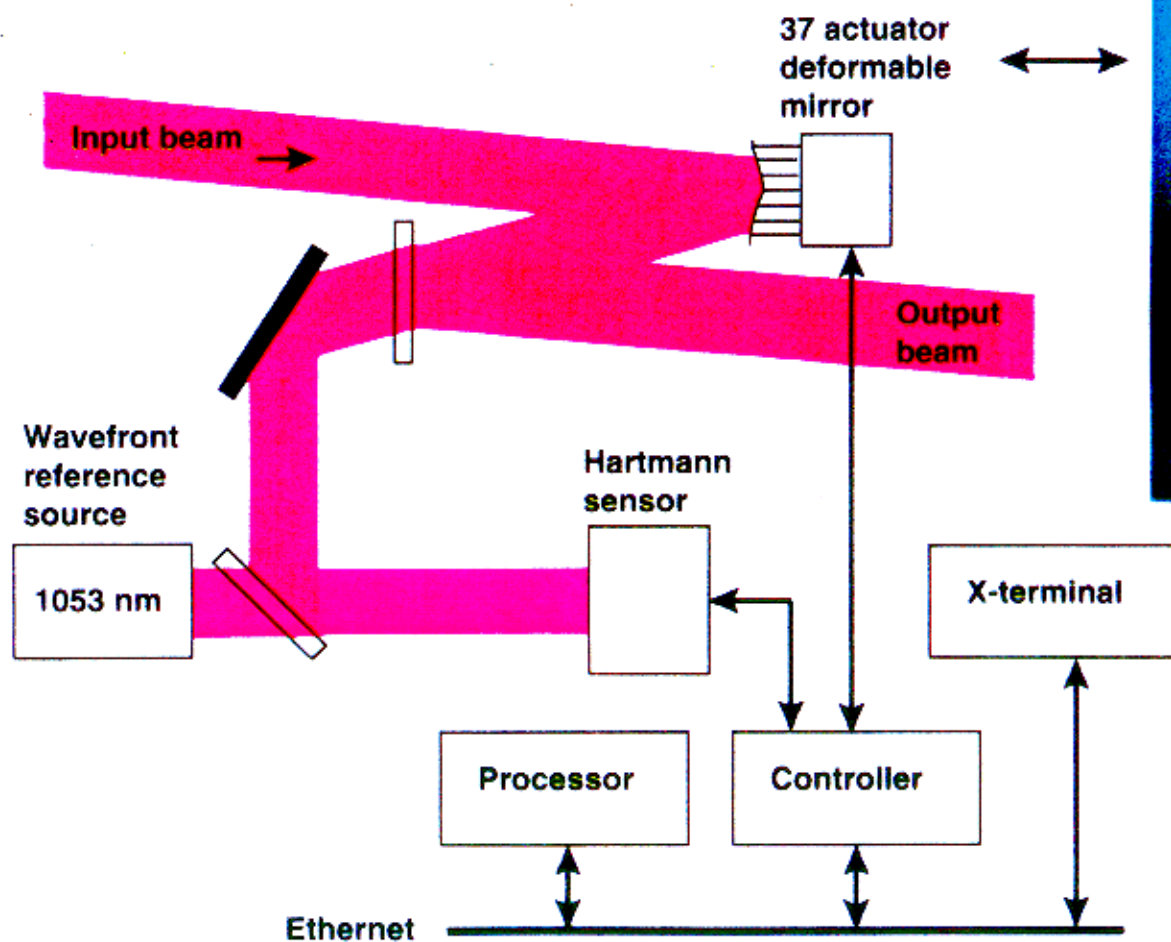 37 actuator
deformable
mirror
Input beam
Output
beam
Wavefront
reference
source
Hartmann
sensor
1053 nm
X-terminal
Processor
Controller
Ethernet